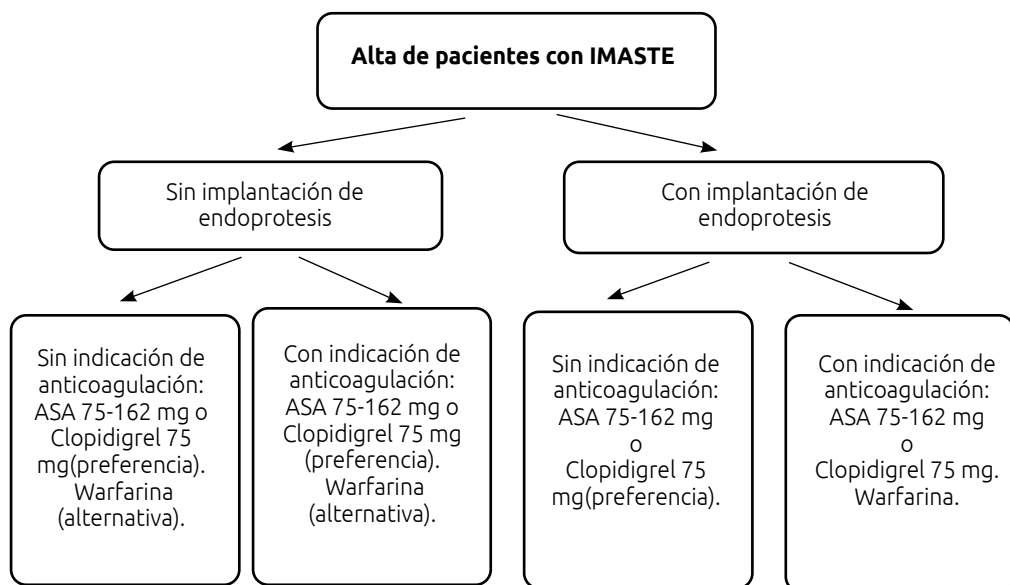 Alta de pacientes con IMASTE
Sin implantación de
endoprotesis
Con implantación de
endoprotesis
Sin indicación de
anticoagulación:
ASA 75-162 mg o
Clopidigrel 75
mg(preferencia).
Warfarina
(alternativa).
Con indicación de
anticoagulación:
ASA 75-162 mg o
Clopidigrel 75 mg
(preferencia).
Warfarina
(alternativa).
Sin indicación de
anticoagulación:
ASA 75-162 mg
o
Clopidigrel 75
mg(preferencia).
Con indicación de
anticoagulación:
ASA 75-162 mg
o
Clopidigrel 75 mg.
Warfarina.